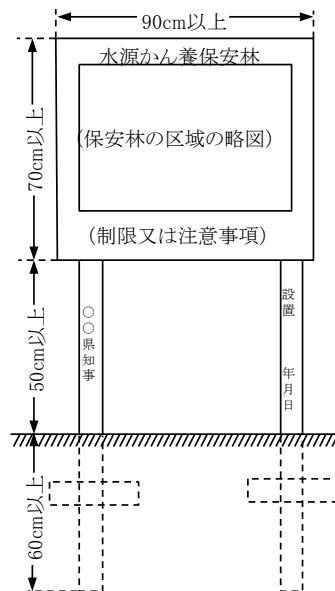 90cm以上
水源かん養保安林
70cm以上
(保安林の区域の略図)
(制限又は注意事項)
50cm以上
○○県知事
設置 年月日
60cm以上